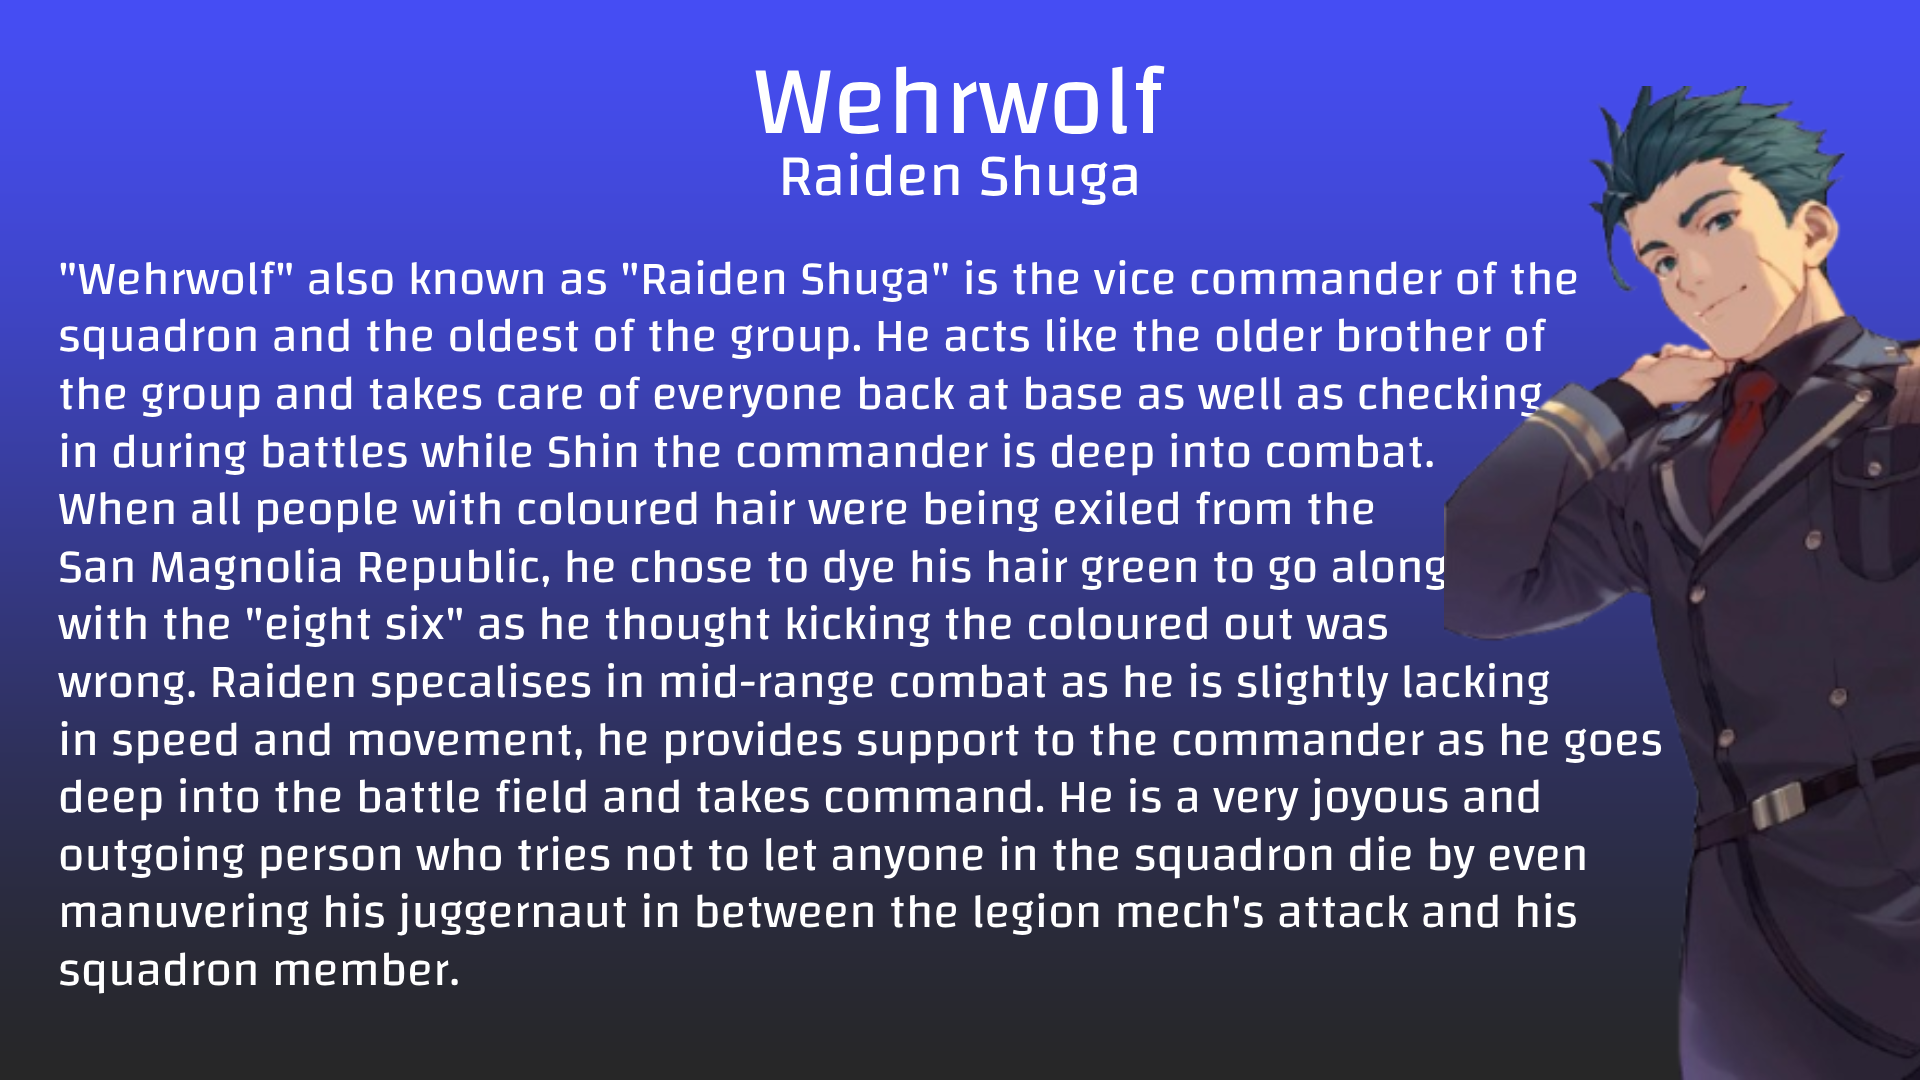 Wehrwolf
Raiden Shuga
"Wehrwolf" also known as "Raiden Shuga" is the vice commander of the
squadron and the oldest of the group. He acts like the older brother of
the group and takes care of everyone back at base as well as checking
in during battles while Shin the commander is deep into combat.
When all people with coloured hair were being exiled from the
San Magnolia Republic, he chose to dye his hair green to go along
with the "eight six" as he thought kicking the coloured out was
wrong. Raiden specalises in mid-range combat as he is slightly lacking
in speed and movement, he provides support to the commander as he goes
deep into the battle field and takes command. He is a very joyous and
outgoing person who tries not to let anyone in the squadron die by even
manuvering his juggernaut in between the legion mech's attack and his
squadron member.